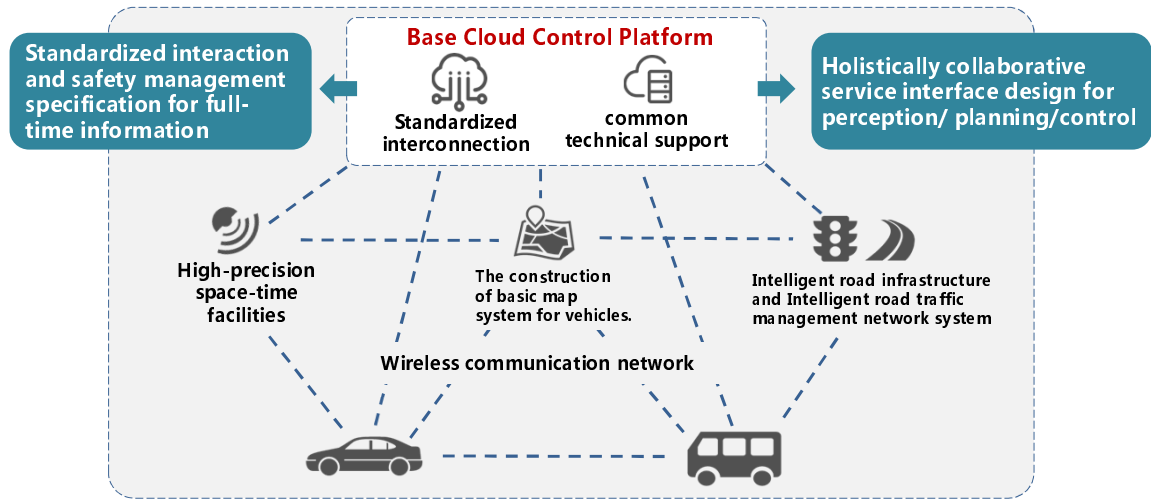 Base Cloud Control Platform
Standardized interaction
and safety management
specification for full-
time information
Standardized
interconnection
common
technical support
Holistically collaborative
service interface design for
perception/ planning/control
High-precision
space-time
facilities
The construction
of basic map
system for vehicles.
Intelligent road infrastructure
and Intelligent road traffic
management network system
Wireless communication network